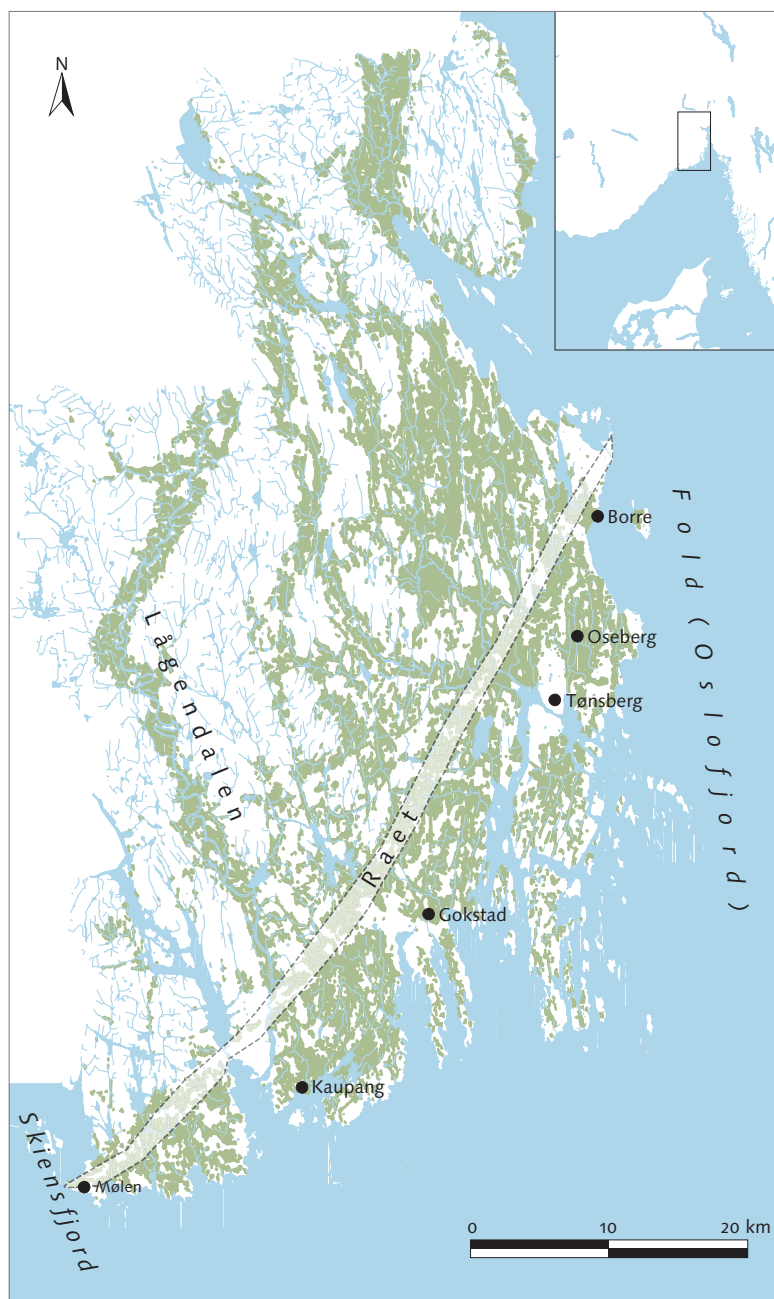 N
Borre
Fold (Oslofjord)
Oseberg
Lågendalen
Tønsberg
Raet
Gokstad
Kaupang
Skiensfjord
Mølen
0 10 20 km